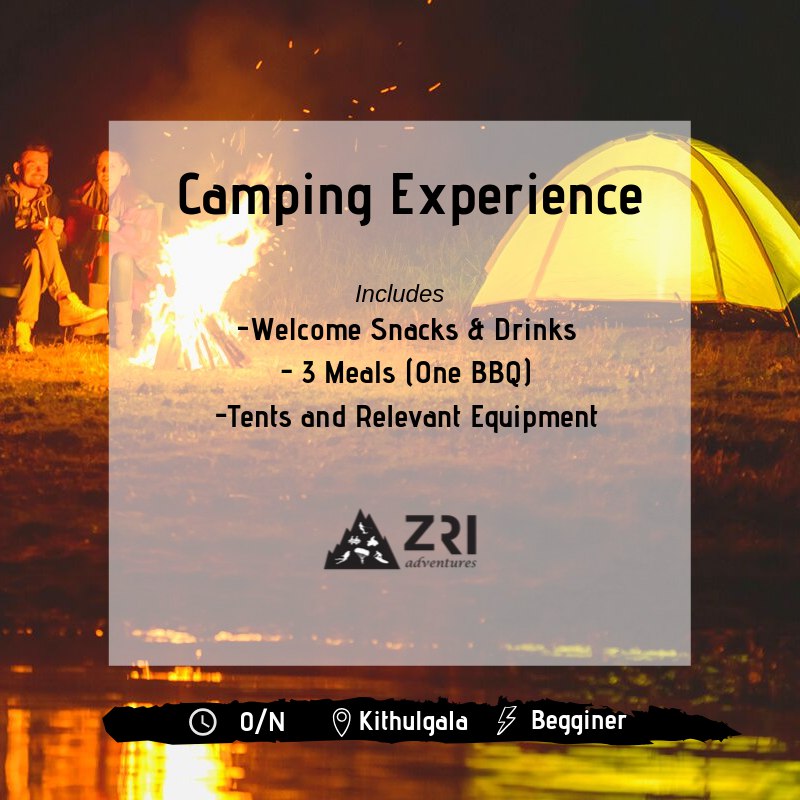 Camping Experience
Includes
-Welcome Snacks & Drinks
- 3 Meals (One BBQ)
-Tents and Relevant Equipment
ZRI
adventures
O/N Kithulgala Begginer